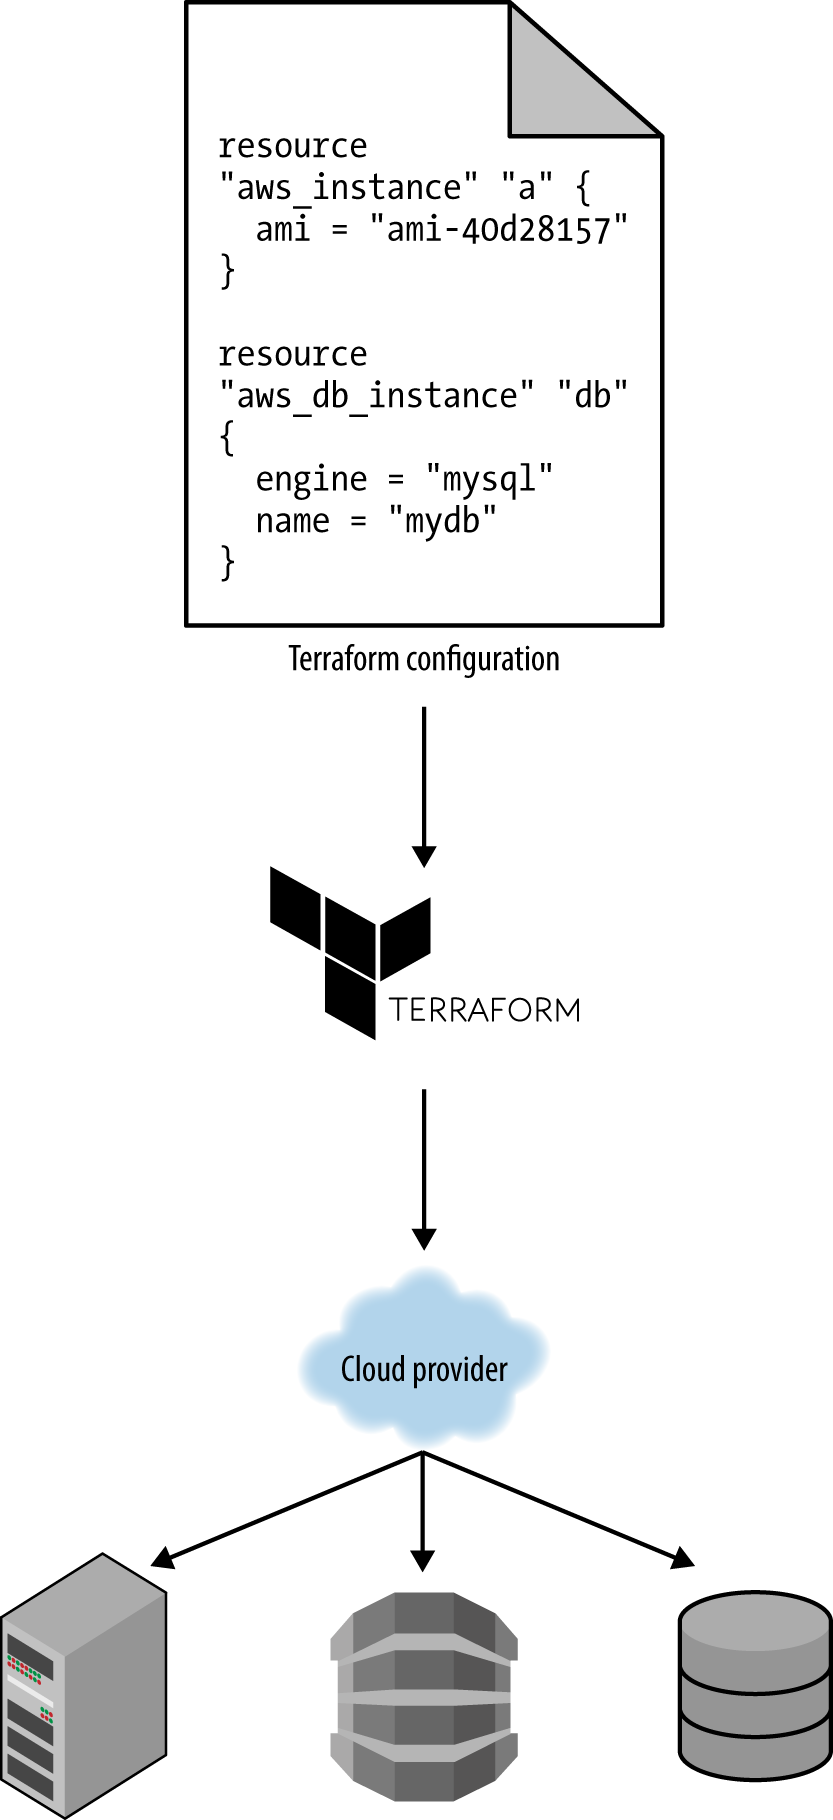 resource
"aws_instance" "a" {
  ami = "ami-40d28157"
}
resource
"aws_db_instance" "db"
{
  engine = "mysql"
  name = "mydb"
}
Terraform configuration
TERRAFORM
Cloud provider